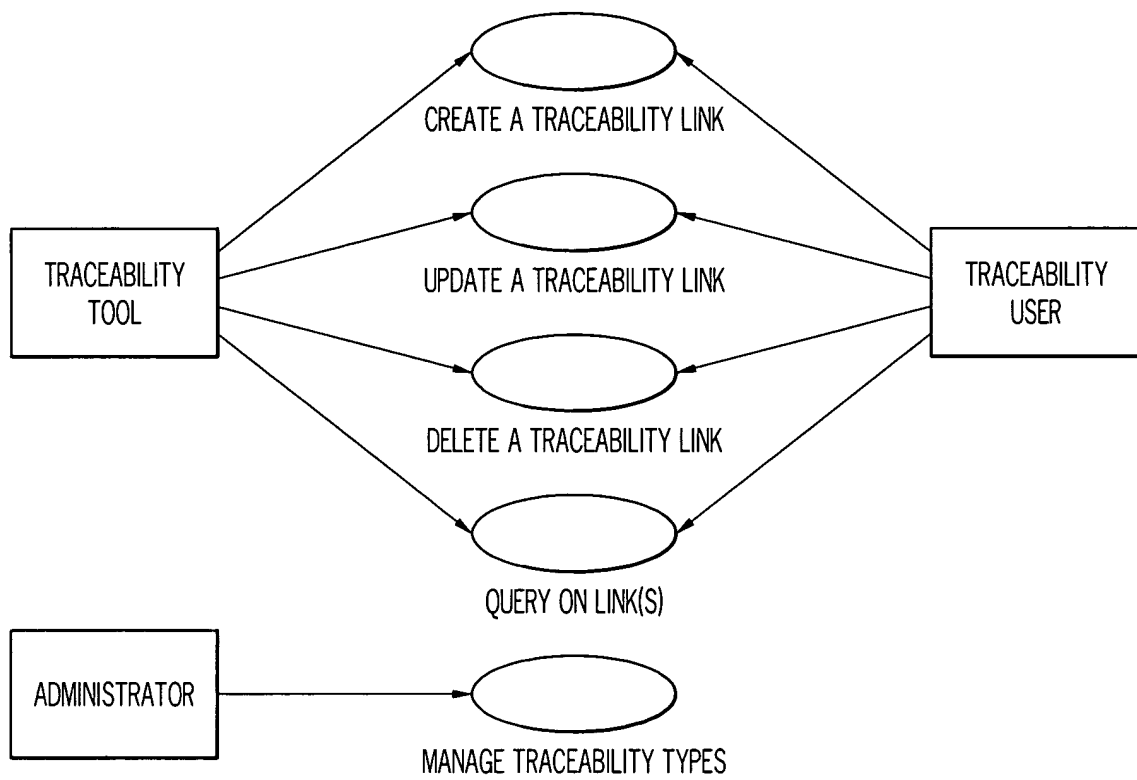 CREATE A TRACEABILITY LINK
TRACEABILITY
TOOL
UPDATE A TRACEABILITY LINK
TRACEABILITY
USER
DELETE A TRACEABILITY LINK
QUERY ON LINK(S)
ADMINISTRATOR
MANAGE TRACEABILITY TYPES